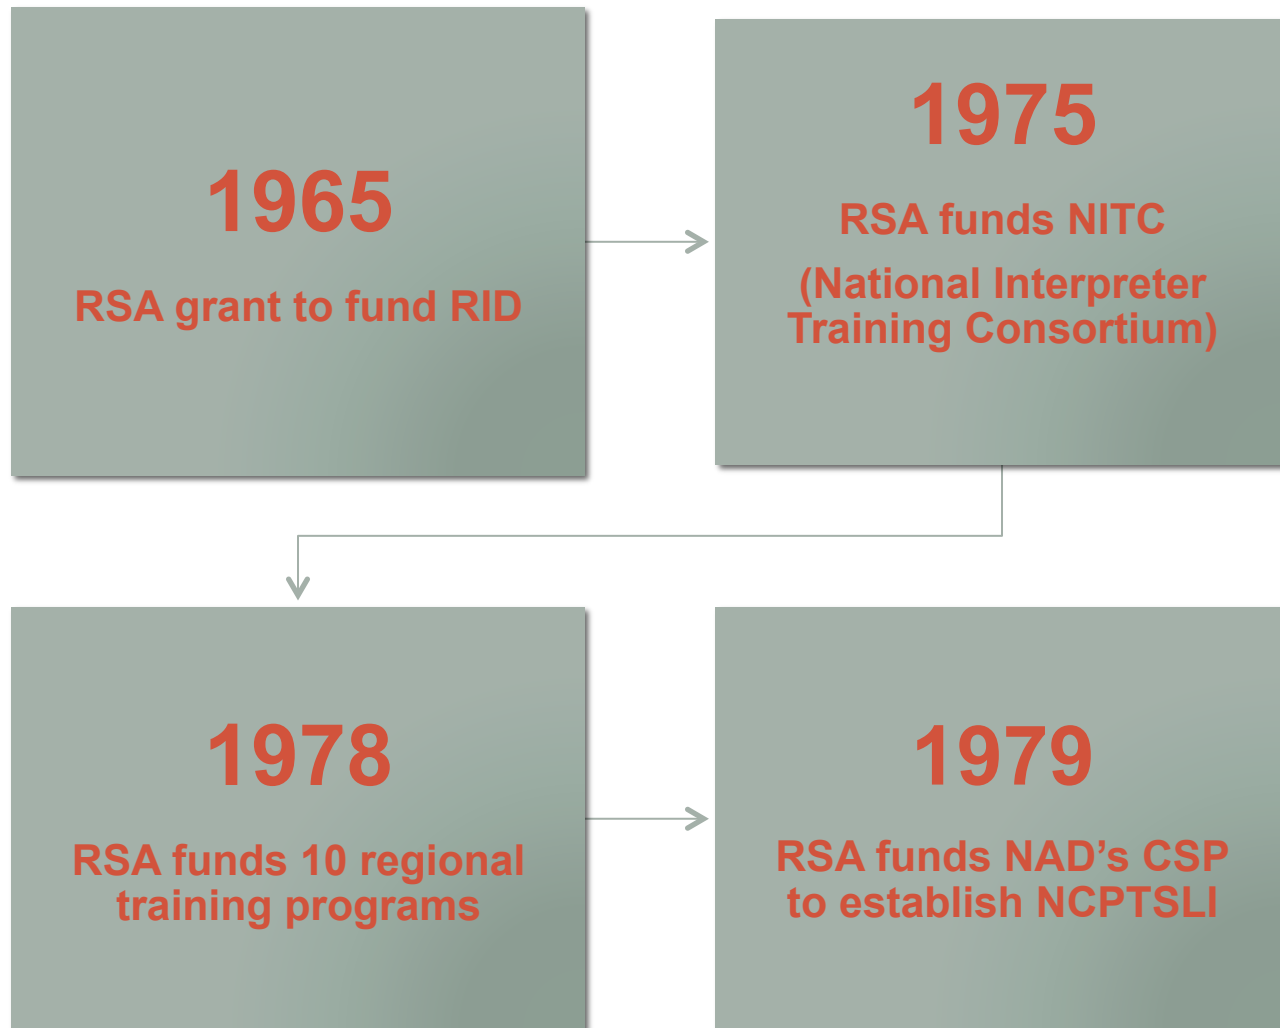 1965
RSA grant to fund RID
1975
RSA funds NITC
(National Interpreter
Training Consortium)
1978
RSA funds 10 regional
training programs
1979
RSA funds NAD’s CSP
to establish NCPTSLI